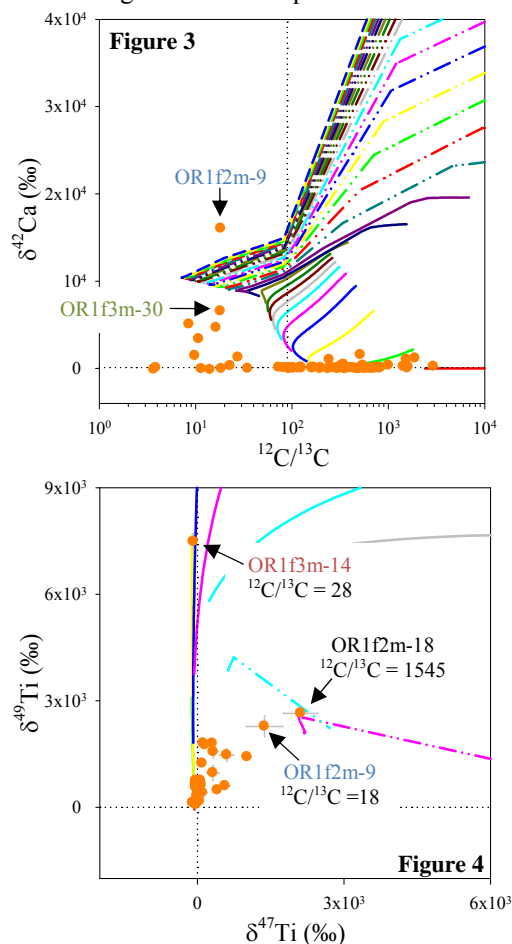 Figure 3
4x10⁴
3x10⁴
2x10⁴
10⁴
0
δ⁴²Ca (‰)
OR1f2m-9
OR1f3m-30
10⁰ 10¹ 10² 10³ 10⁴
¹²C/¹³C
9x10³
6x10³
3x10³
0
δ⁴⁹Ti (‰)
OR1f3m-14
¹²C/¹³C = 28
OR1f2m-18
¹²C/¹³C = 1545
OR1f2m-9
¹²C/¹³C =18
Figure 4
0 3x10³ 6x10³
δ⁴⁷Ti (‰)